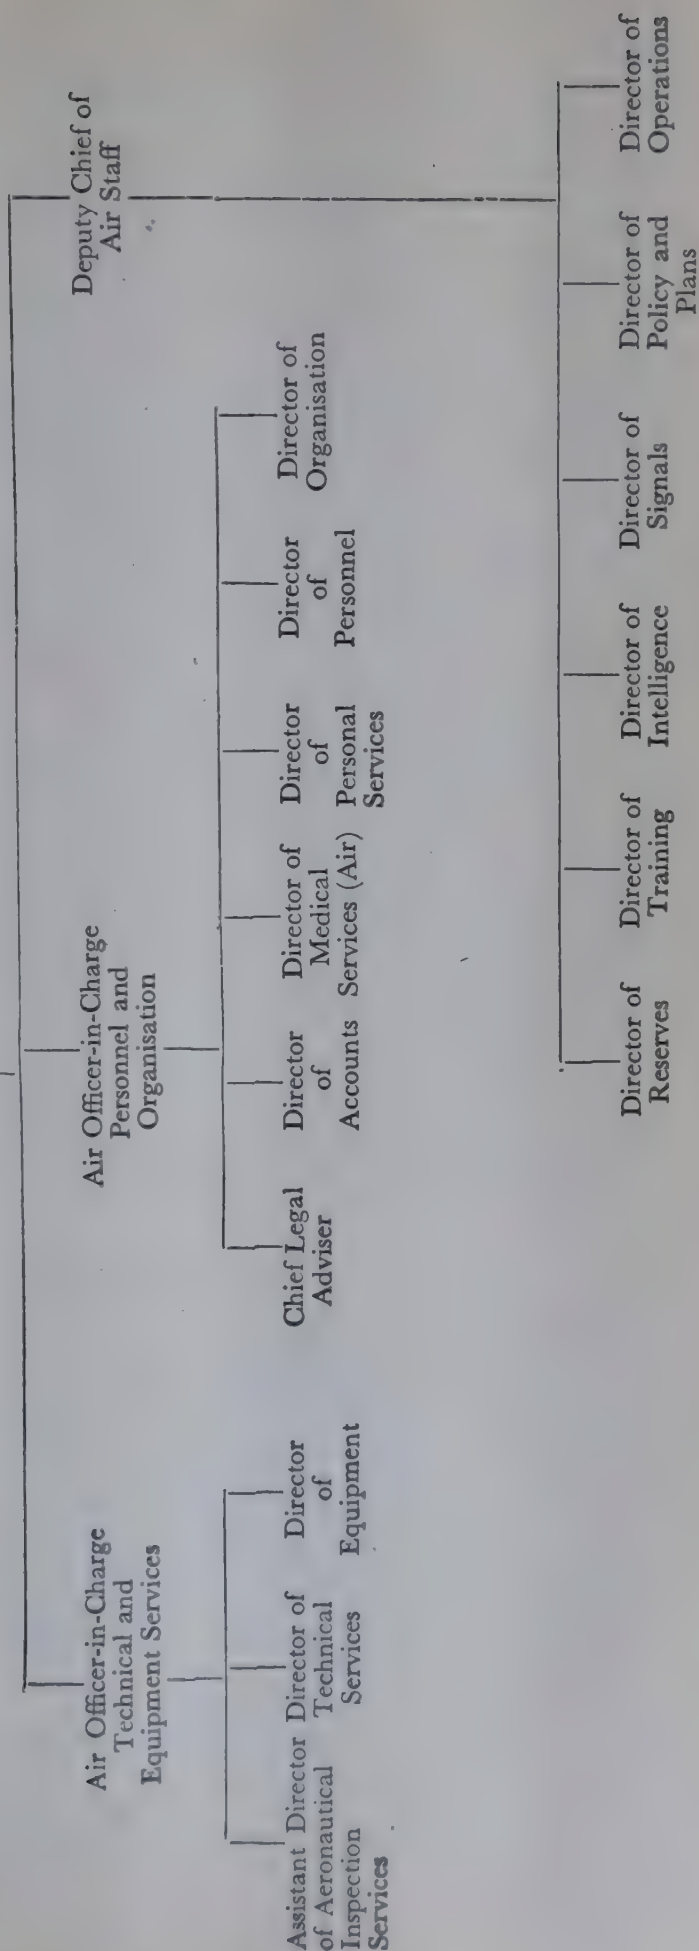 Air Officer-in-Charge
Technical and
Equipment Services
Air Officer-in-Charge
Personnel and
Organisation
Deputy Chief of
Air Staff
Assistant Director
of Aeronautical
Inspection
Services
Director of
Technical
Services
Director
of
Equipment
Chief Legal
Adviser
Director
of
Accounts
Director of
Medical
Services (Air)
Director
of
Personal
Services
Director
of
Personnel
Director of
Organisation
Director of
Reserves
Director of
Training
Director of
Intelligence
Director of
Signals
Director of
Policy and
Plans
Director of
Operations